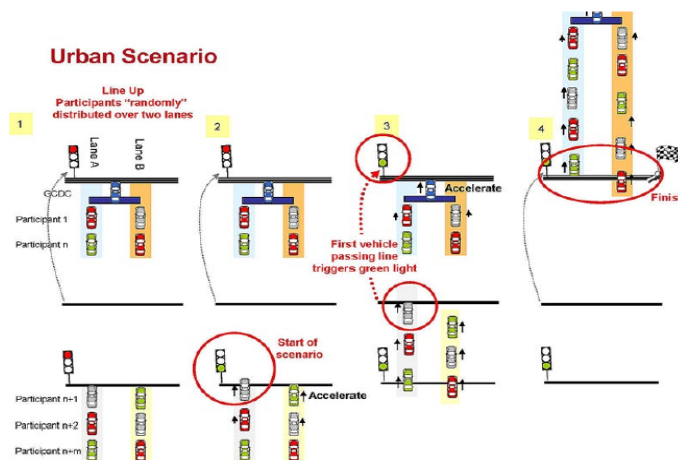 Urban Scenario
Line Up
Participants "randomly"
distributed over two lanes
1
2
3
4
Lane A
Lane B
GCDC
Participant 1
Participant n
Accelerate
First vehicle
passing line
triggers green light
Finis
Start of
scenario
Accelerate
Participant n+1
Participant n+2
Participant n+m